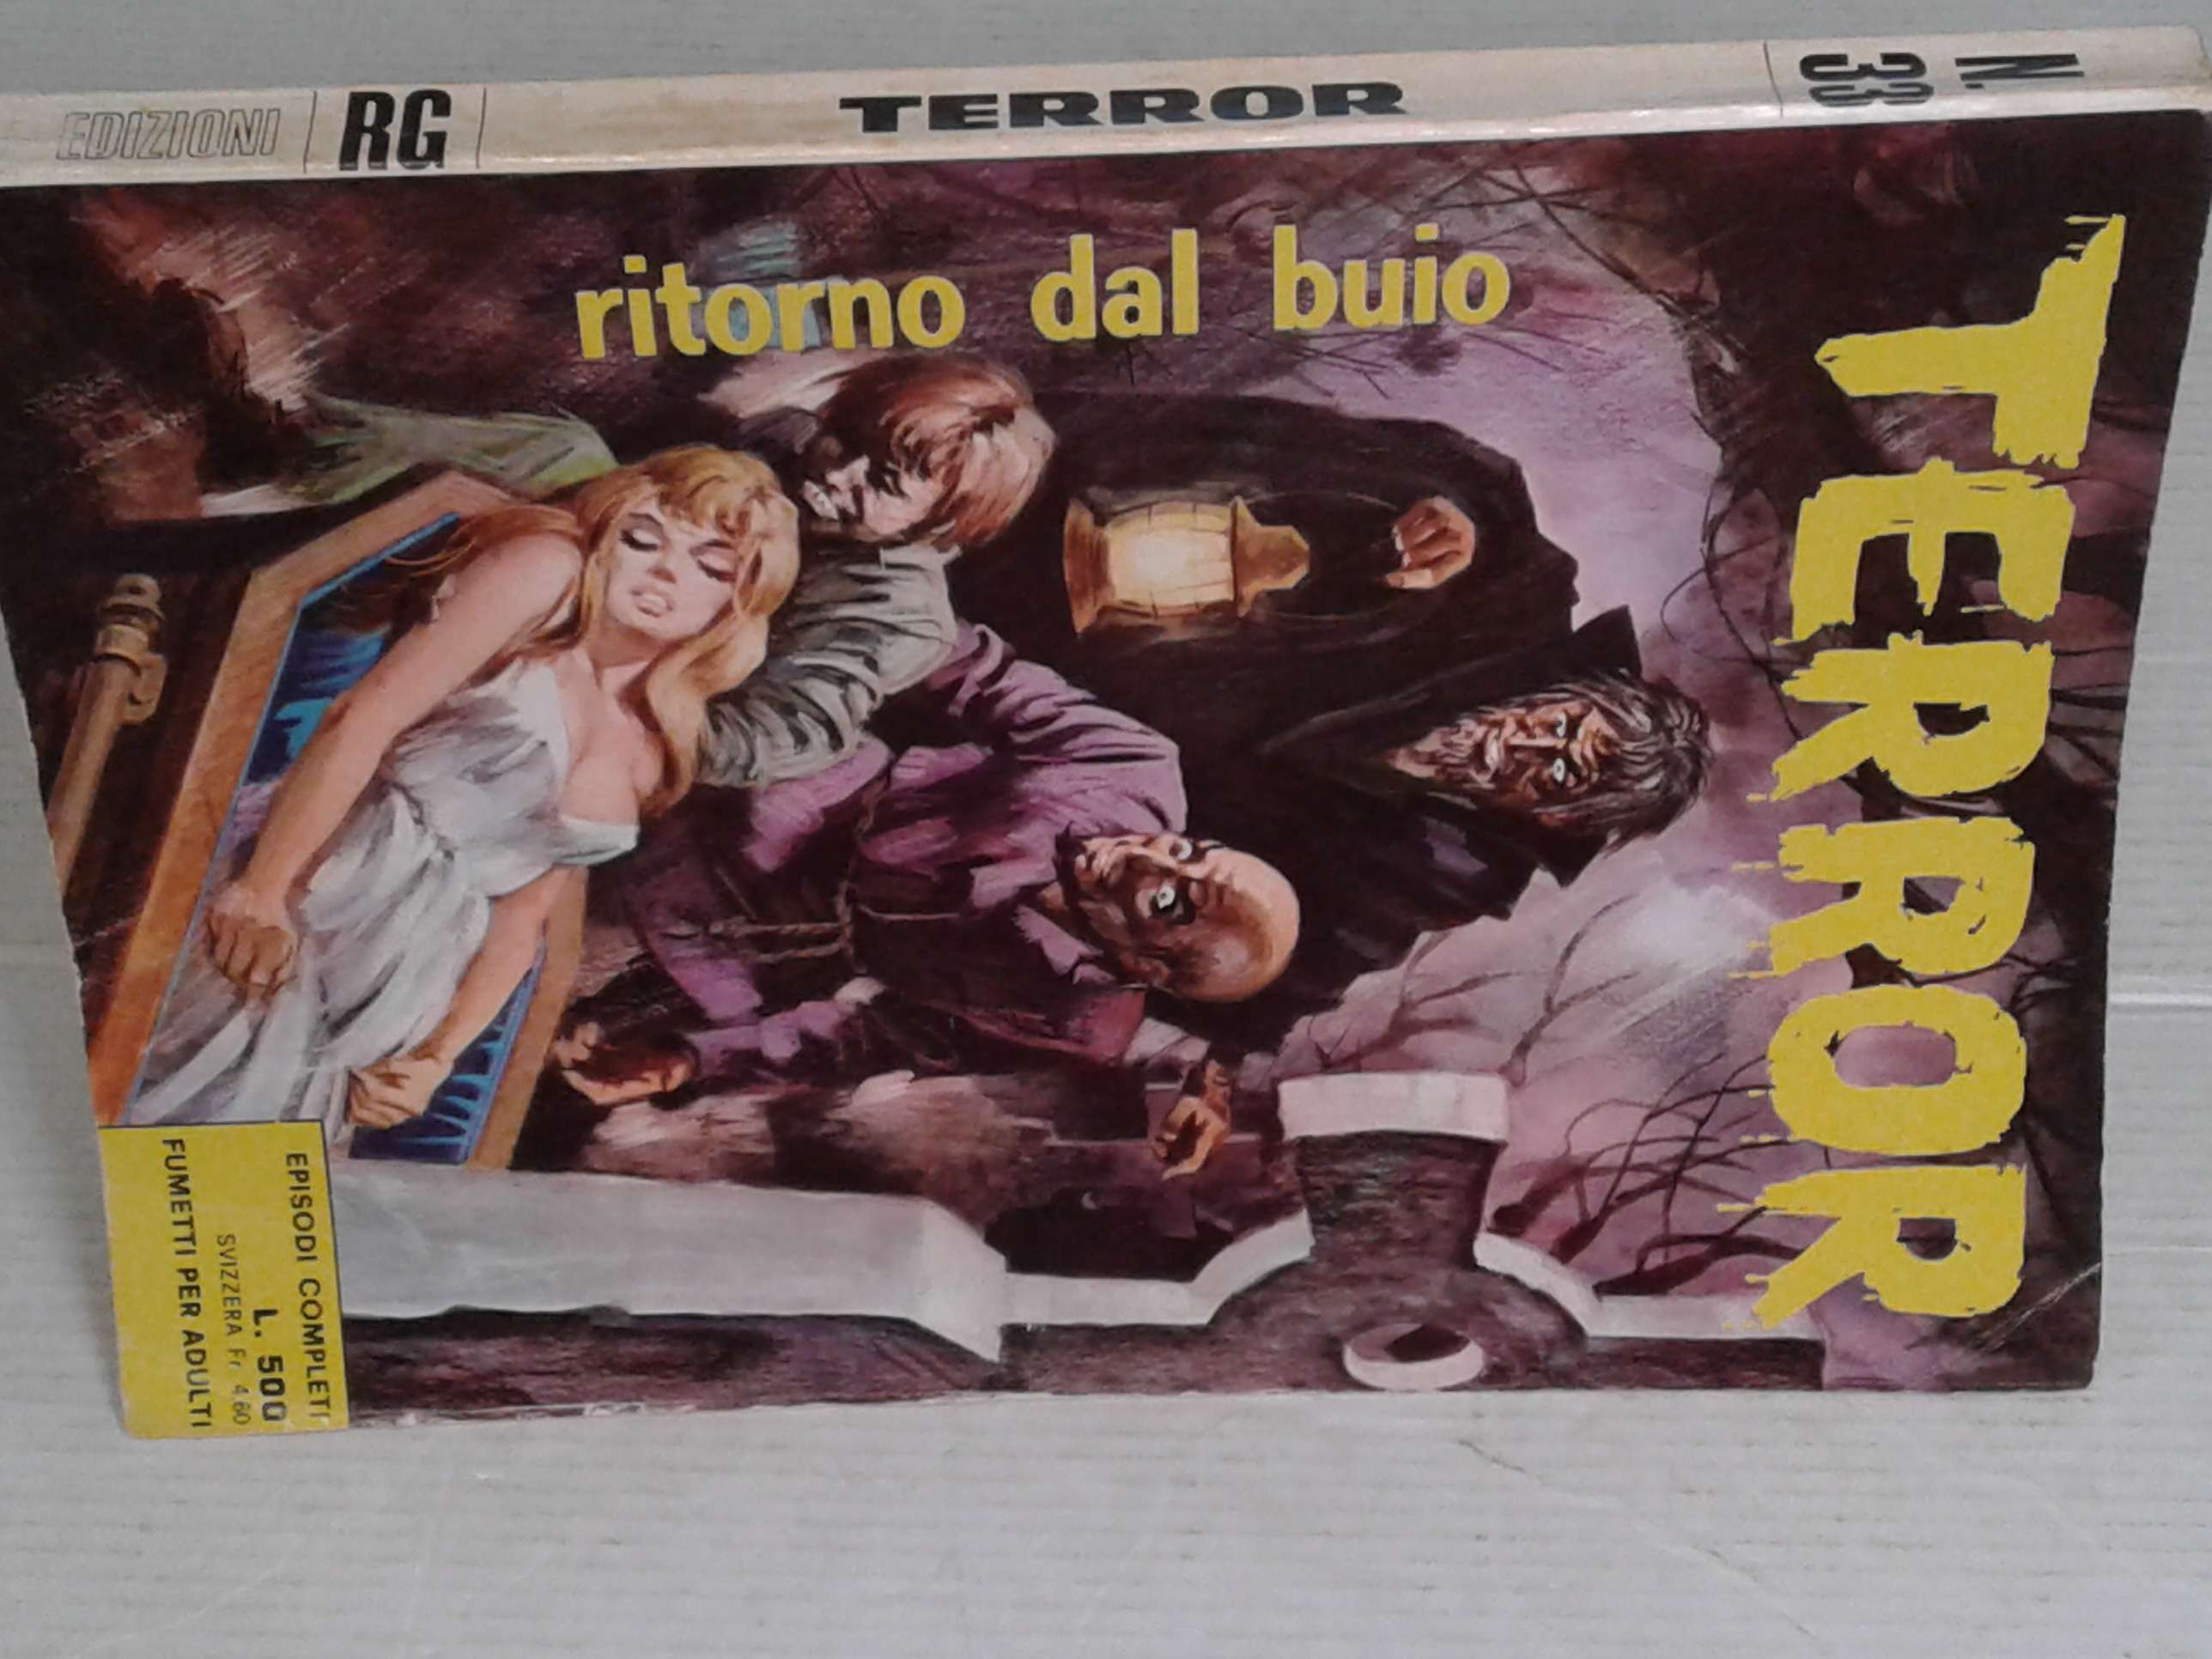 EDIZIONI RG TERROR N. 33
TERROR
ritorno dal buio
EPISODI COMPLETI
L. 500
SVIZZERA Fr 4.60
FUMETTI PER ADULTI